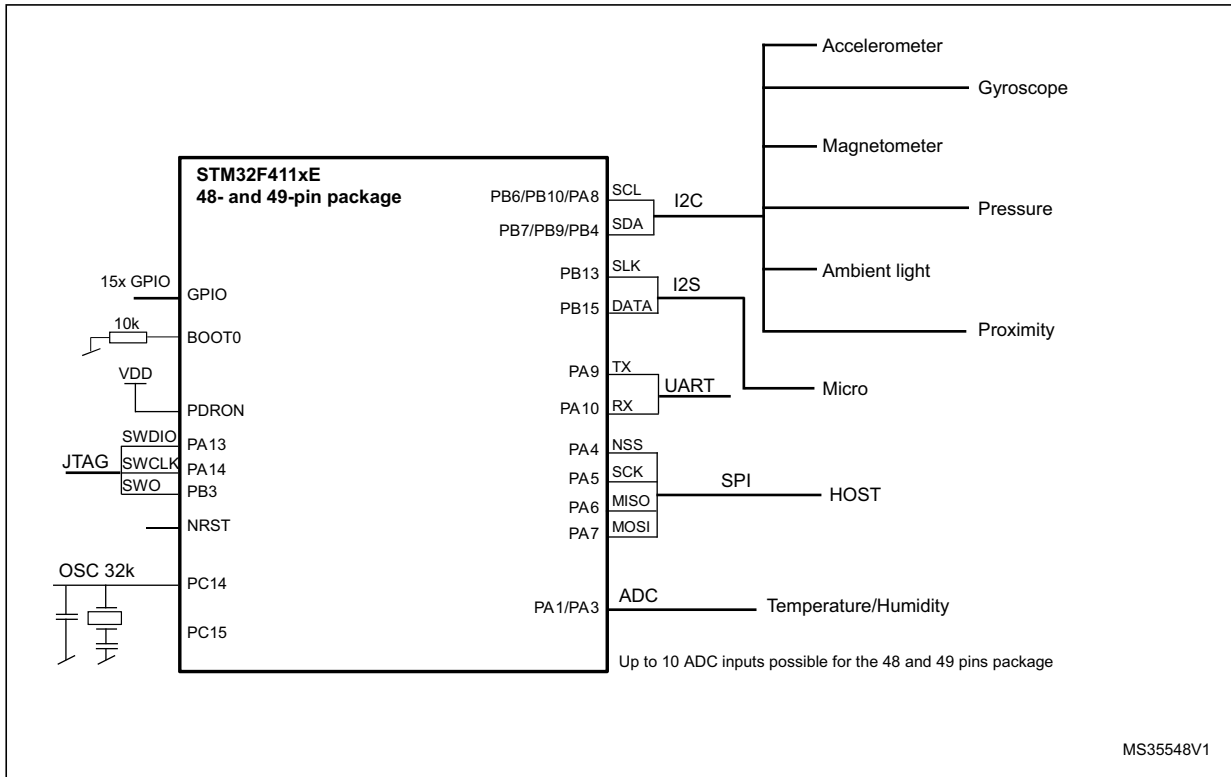 STM32F411xE
48- and 49-pin package
15x GPIO
GPIO
10k
BOOT0
VDD
PDRON
JTAG
SWDIO
PA13
SWCLK
PA14
SWO
PB3
NRST
OSC 32k
PC14
PC15
PB6/PB10/PA8
SCL
PB7/PB9/PB4
SDA
I2C
Accelerometer
Gyroscope
Magnetometer
Pressure
Ambient light
Proximity
PB13
SLK
PB15
DATA
I2S
Micro
PA9
TX
PA10
RX
UART
PA4
NSS
PA5
SCK
PA6
MISO
PA7
MOSI
SPI
HOST
PA1/PA3
ADC
Temperature/Humidity
Up to 10 ADC inputs possible for the 48 and 49 pins package
MS35548V1